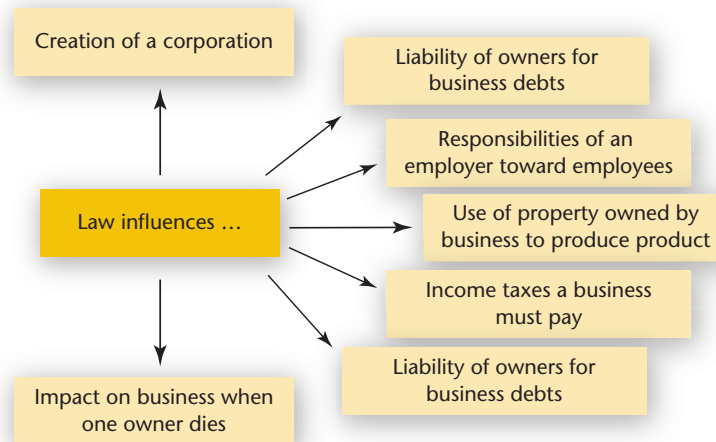 Creation of a corporation
Liability of owners for
business debts
Responsibilities of an
employer toward employees
Law influences …
Use of property owned by
business to produce product
Income taxes a business
must pay
Liability of owners for
business debts
Impact on business when
one owner dies